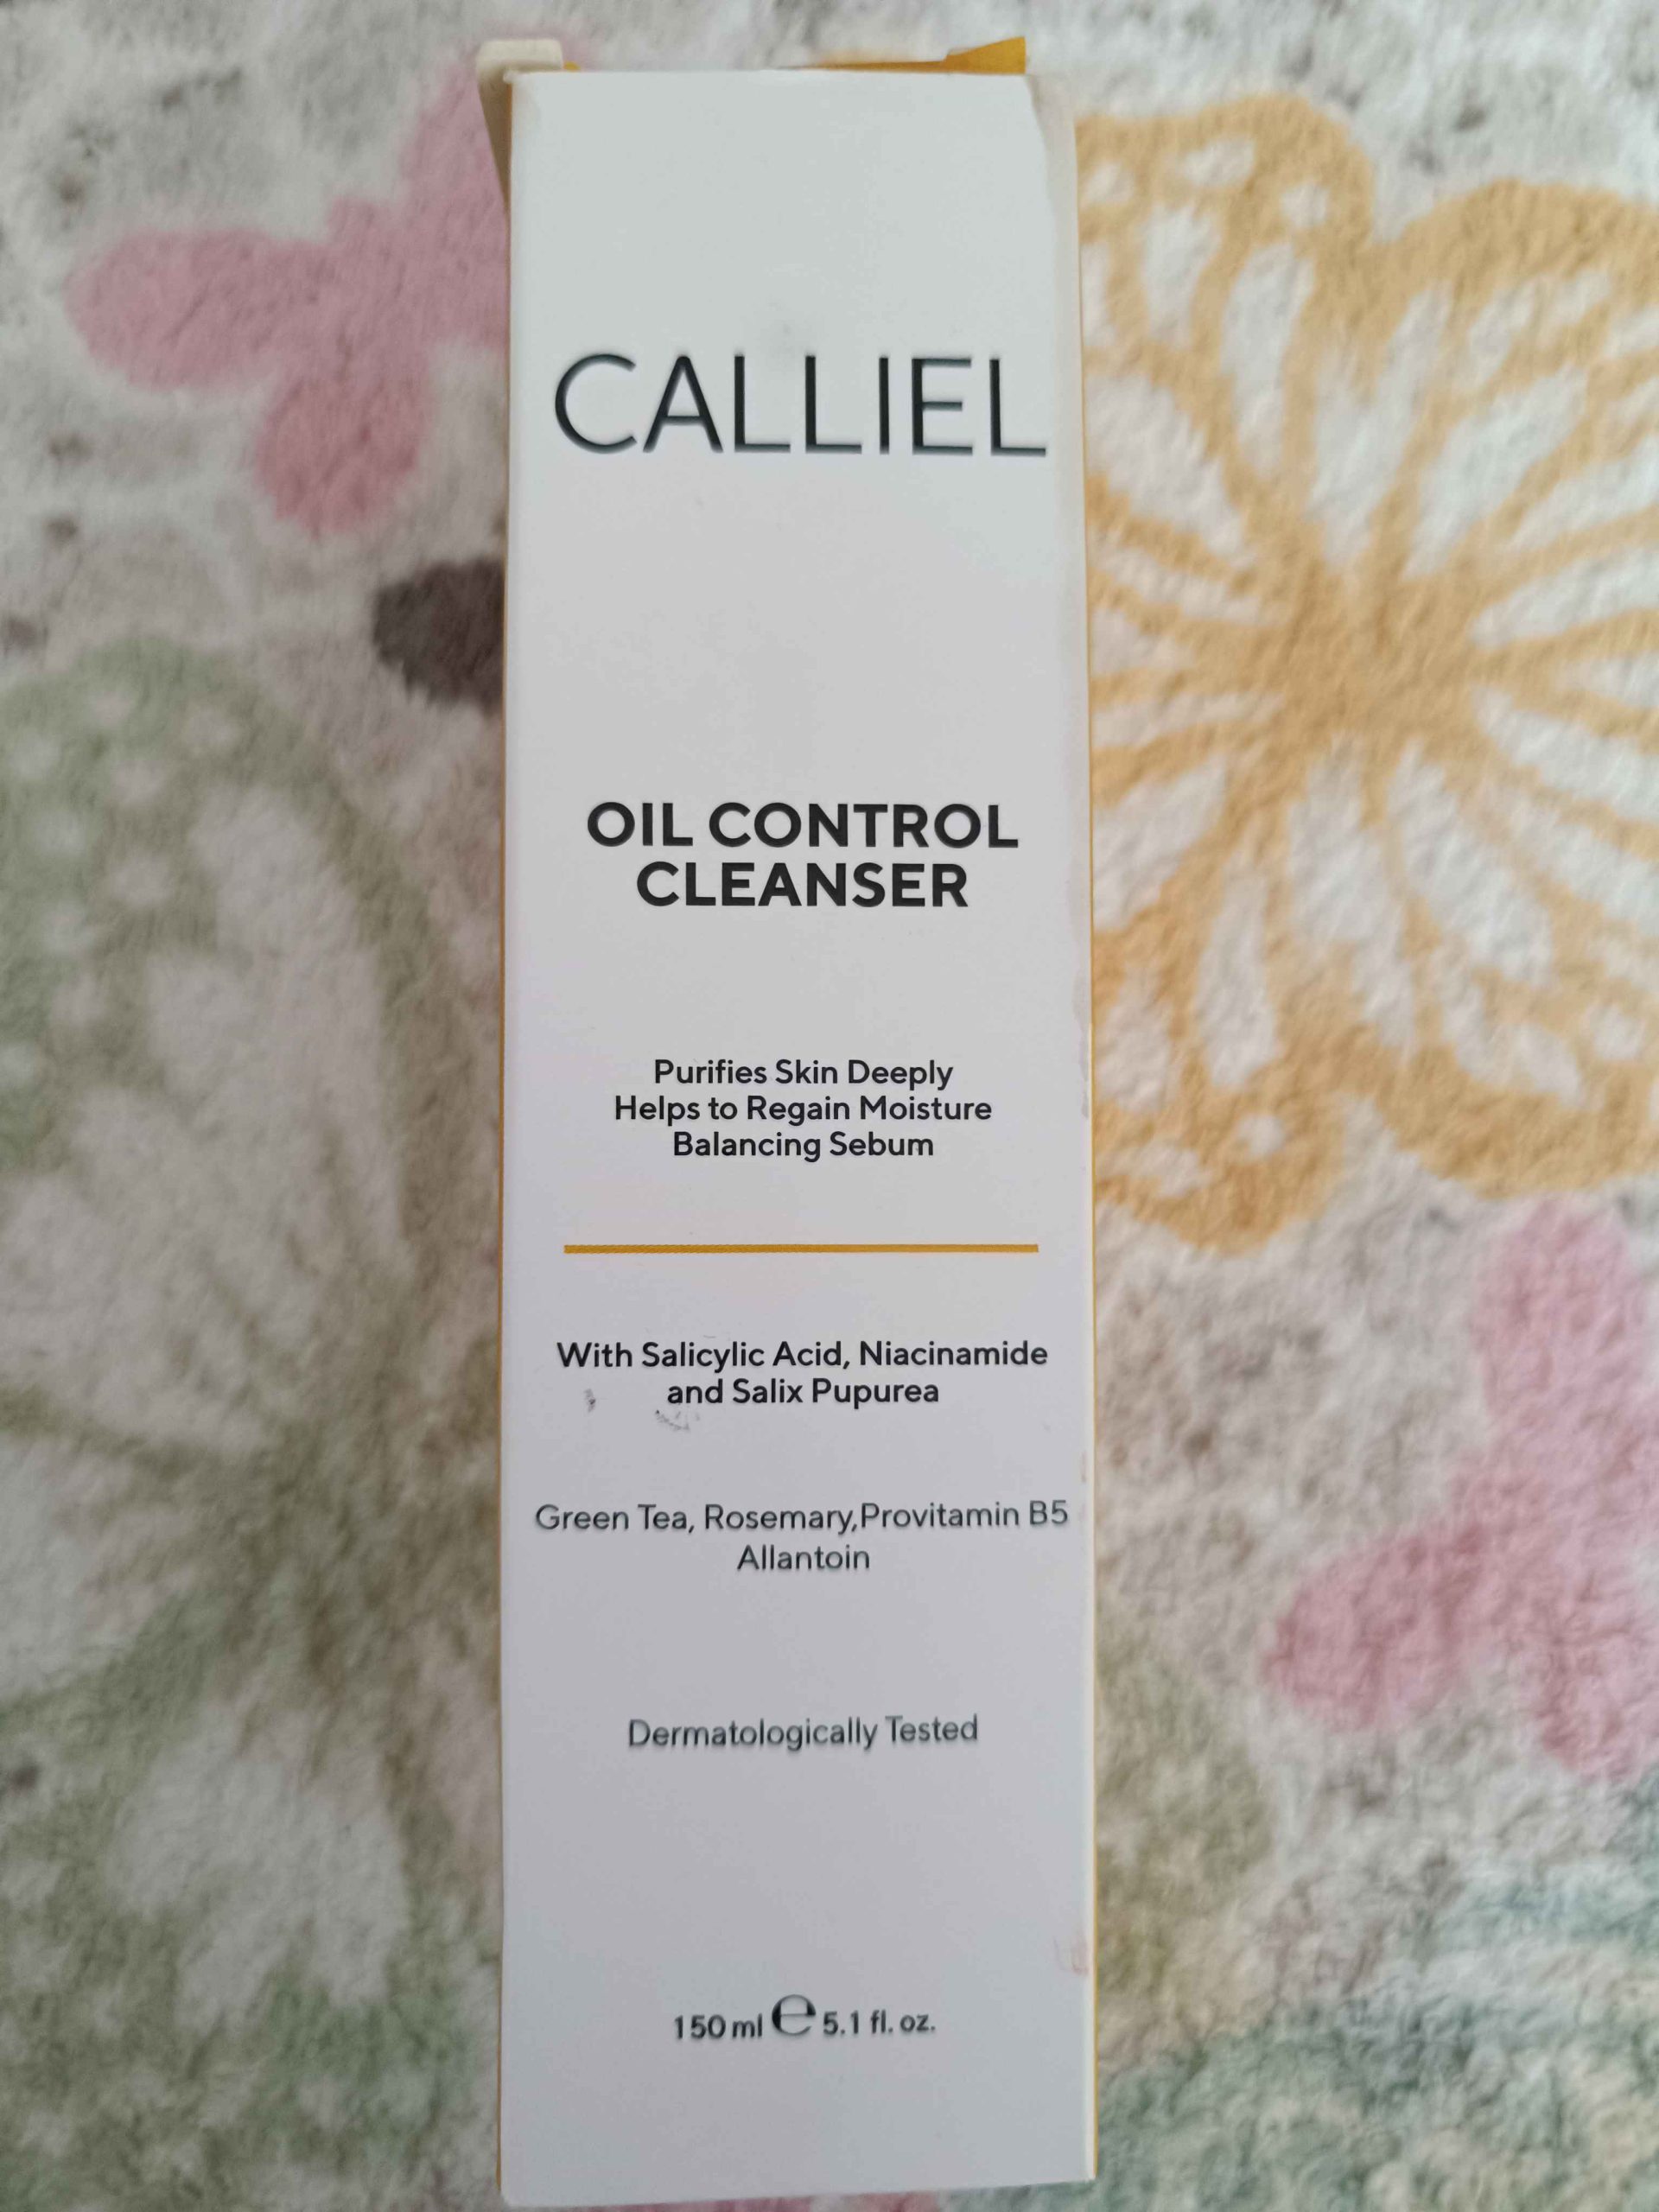 CALLIEL
OIL CONTROL
CLEANSER
Purifies Skin Deeply
Helps to Regain Moisture
Balancing Sebum
With Salicylic Acid, Niacinamide
and Salix Pupurea
Green Tea, Rosemary,Provitamin B5
Allantoin
Dermatologically Tested
150 ml ℮ 5.1 fl. oz.